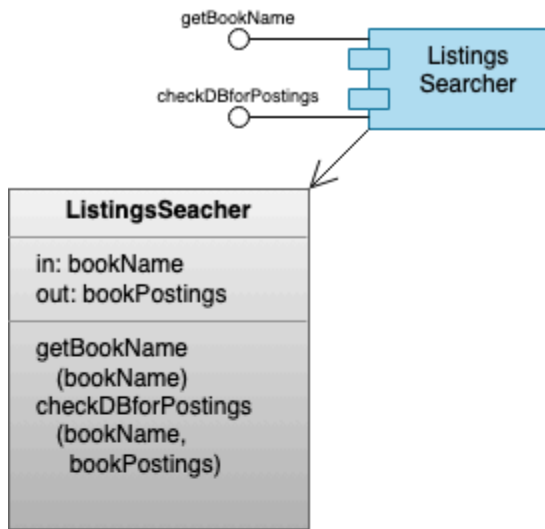 getBookName
Listings
Searcher
checkDBforPostings
ListingsSeacher
in: bookName
out: bookPostings
getBookName
(bookName)
checkDBforPostings
(bookName,
bookPostings)